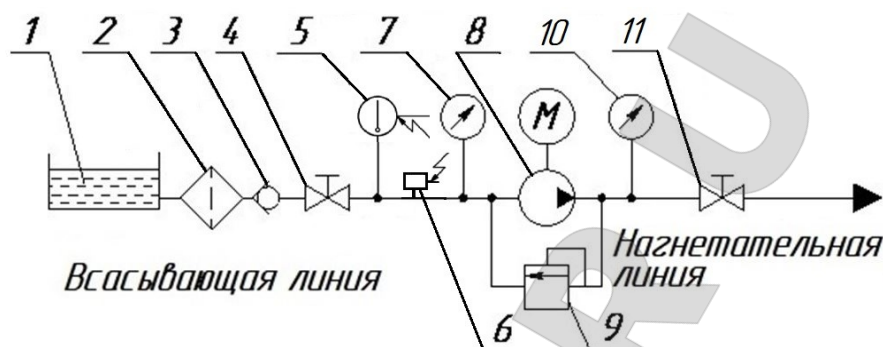 1 2 3 4 5 7 8 10 11
М
Всасывающая линия
Нагнетательная
линия
6 9
R U